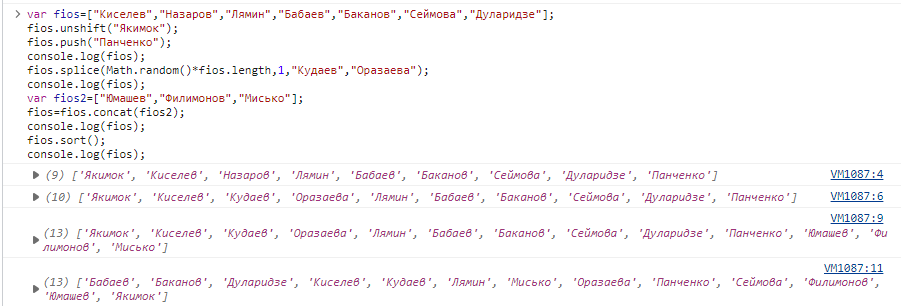 > var fios=["Киселев","Назаров","Лямин","Бабаев","Баканов","Сеймова","Дуларидзе"];
fios.unshift("Якимок");
fios.push("Панченко");
console.log(fios);
fios.splice(Math.random()*fios.length,1,"Кудаев","Оразаева");
console.log(fios);
var fios2=["Юмашев","Филимонов","Мисько"];
fios=fios.concat(fios2);
console.log(fios);
fios.sort();
console.log(fios);
(9) ['Якимок', 'Киселев', 'Назаров', 'Лямин', 'Бабаев', 'Баканов', 'Сеймова', 'Дуларидзе', 'Панченко'] VM1087:4
(10) ['Якимок', 'Киселев', 'Кудаев', 'Оразаева', 'Лямин', 'Бабаев', 'Баканов', 'Сеймова', 'Дуларидзе', 'Панченко'] VM1087:6
VM1087:9
(13) ['Якимок', 'Киселев', 'Кудаев', 'Оразаева', 'Лямин', 'Бабаев', 'Баканов', 'Сеймова', 'Дуларидзе', 'Панченко', 'Юмашев', 'Фи
лимонов', 'Мисько']
VM1087:11
(13) ['Бабаев', 'Баканов', 'Дуларидзе', 'Киселев', 'Кудаев', 'Лямин', 'Мисько', 'Оразаева', 'Панченко', 'Сеймова', 'Филимонов',
'Юмашев', 'Якимок']